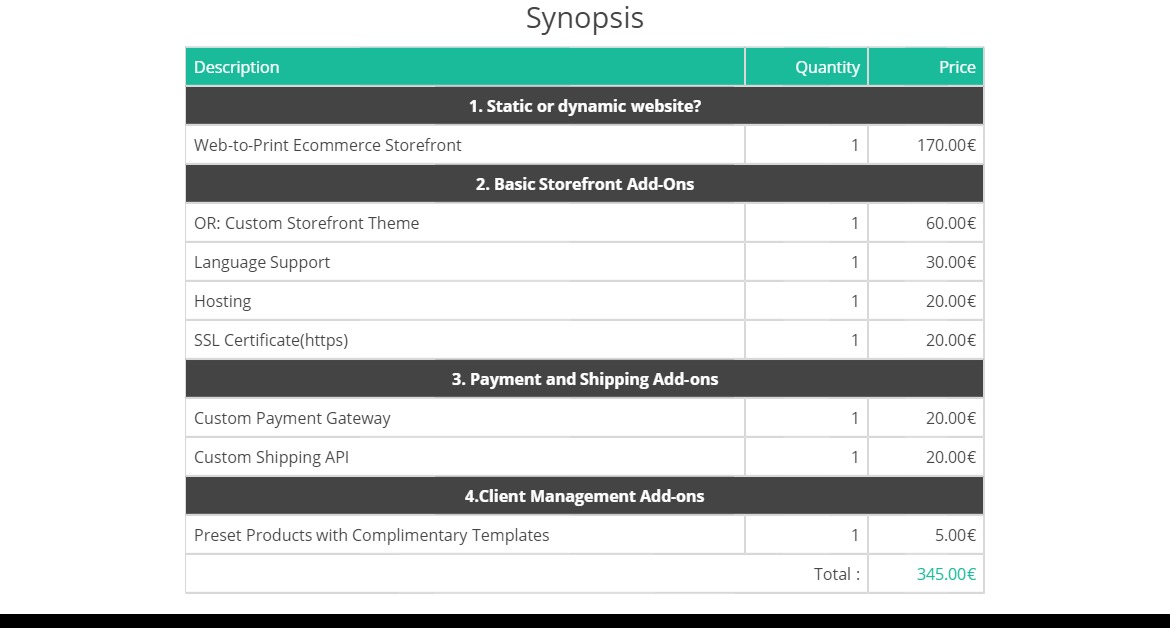 Synopsis
Description Quantity Price
1. Static or dynamic website?
Web-to-Print Ecommerce Storefront 1 170.00€
2. Basic Storefront Add-Ons
OR: Custom Storefront Theme 1 60.00€
Language Support 1 30.00€
Hosting 1 20.00€
SSL Certificate(https) 1 20.00€
3. Payment and Shipping Add-ons
Custom Payment Gateway 1 20.00€
Custom Shipping API 1 20.00€
4.Client Management Add-ons
Preset Products with Complimentary Templates 1 5.00€
Total : 345.00€